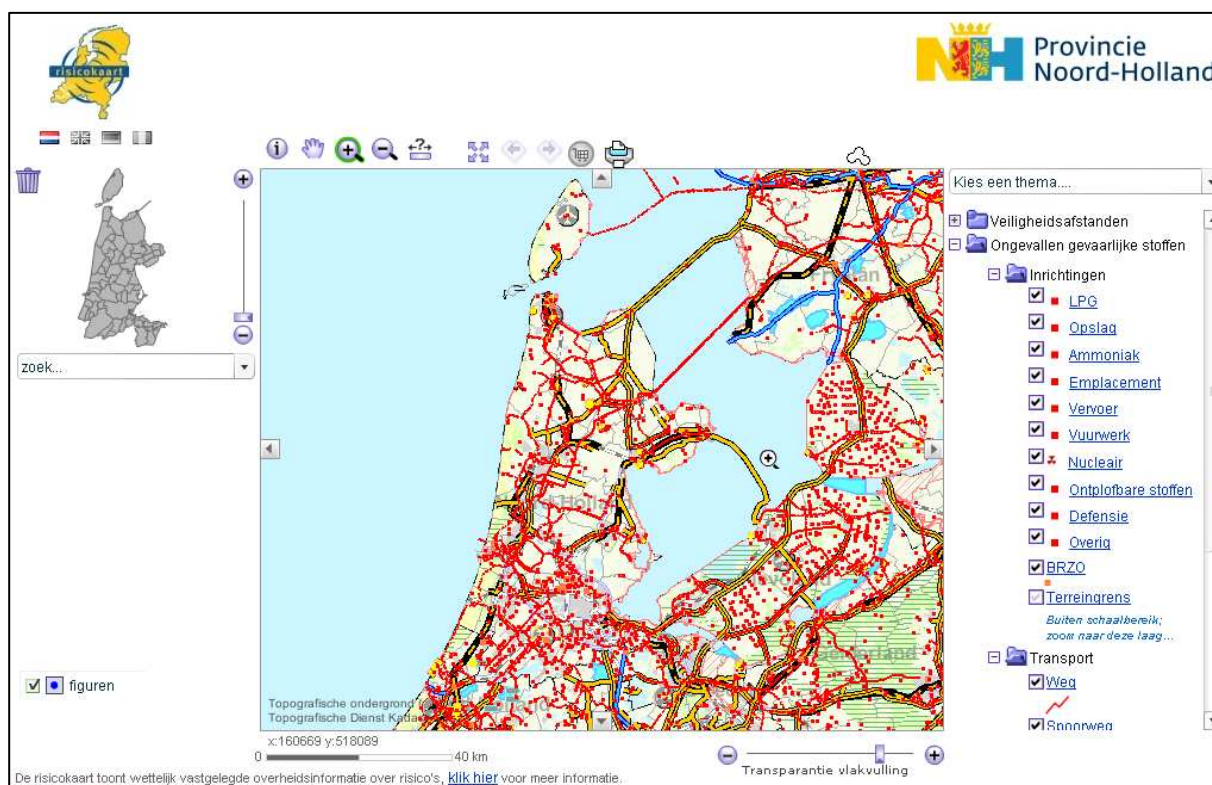 risicokaart
Provincie
Noord-Holland
zoek...
figuren
Topografische ondergrond
Topografische Dienst Kada
x:160669 y:518089
0 40 km
Transparantie vlakvulling
De risicokaart toont wettelijk vastgelegde overheidsinformatie over risico's, klik hier voor meer informatie.
Kies een thema....
Veiligheidsafstanden
Ongevallen gevaarlijke stoffen
Inrichtingen
LPG
Opslag
Ammoniak
Emplacement
Vervoer
Vuurwerk
Nucleair
Ontplofbare stoffen
Defensie
Overig
BRZO
Terreingrens
Buiten schaalbereik;
zoom naar deze laag...
Transport
Weg
Spoorweg